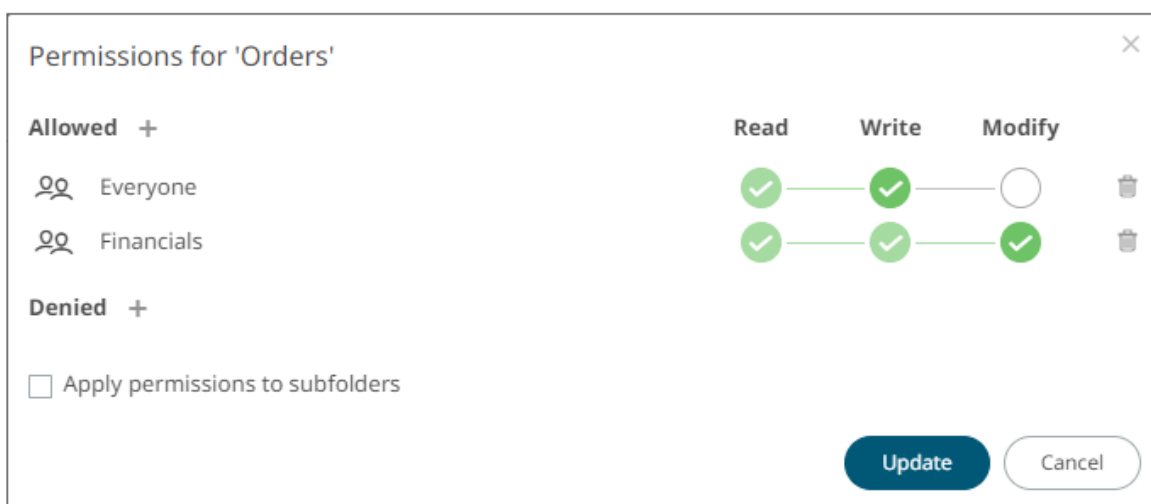 Permissions for 'Orders'
Allowed + Read Write Modify
Everyone
Financials
Denied +
Apply permissions to subfolders
Update Cancel